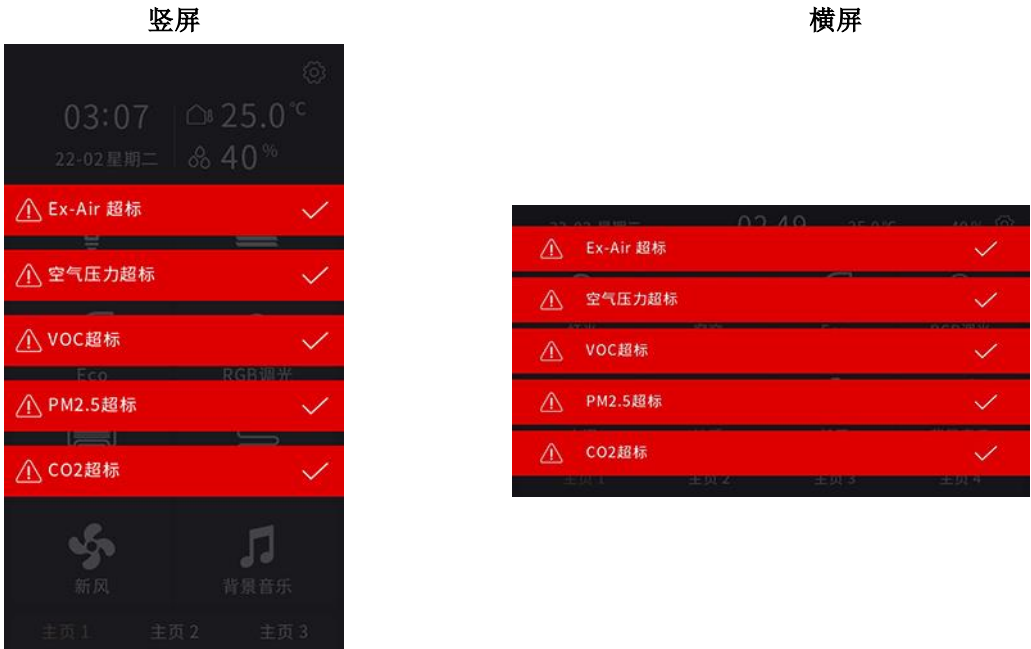 竖屏
横屏
03:07
25.0℃
22-02星期二
40%
Ex-Air 超标
空气压力超标
VOC超标
Eco
RGB调光
PM2.5超标
CO2超标
新风
背景音乐
主页 1
主页 2
主页 3
Ex-Air 超标
空气压力超标
VOC超标
PM2.5超标
CO2超标
主页 1
主页 2
主页 3
主页 4